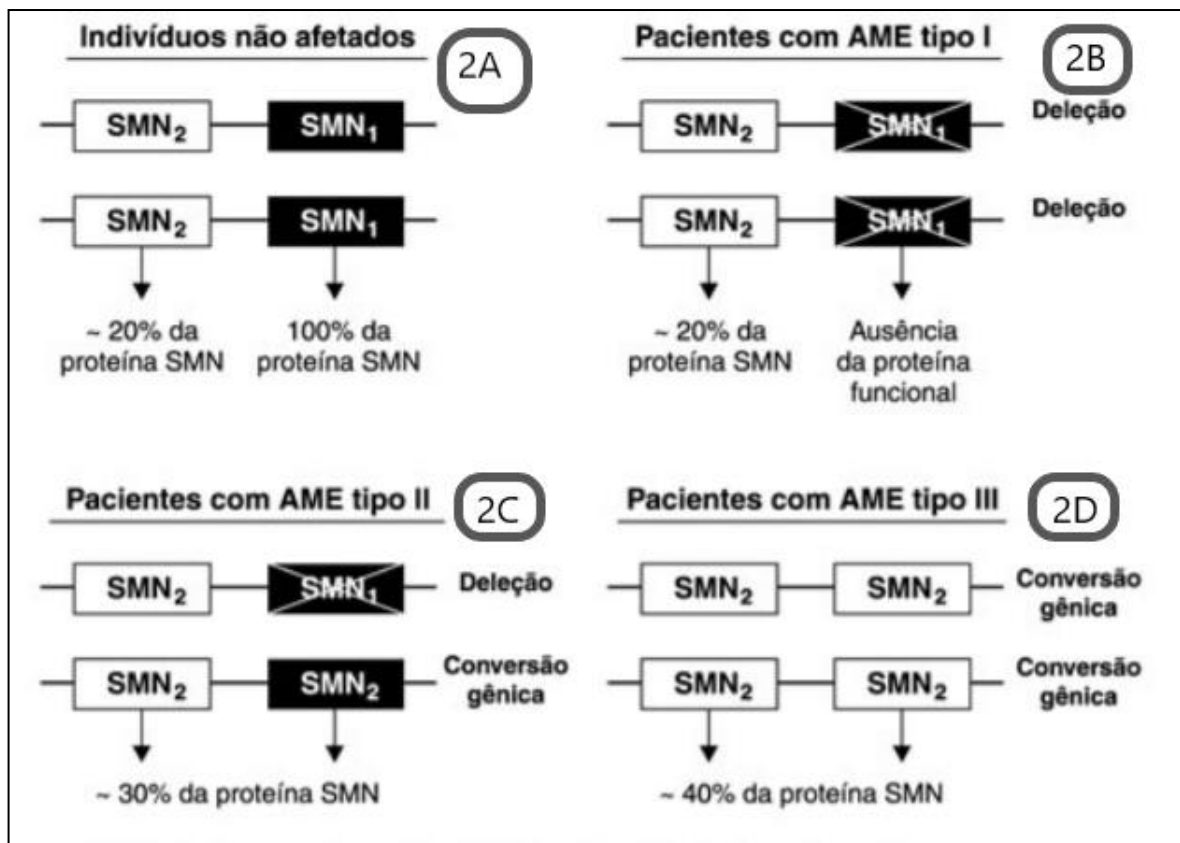 Indivíduos não afetados
2A
SMN2
SMN1
SMN2
SMN1
~ 20% da
proteína SMN
100% da
proteína SMN
Pacientes com AME tipo I
2B
SMN2
SMN1
Deleção
SMN2
SMN1
Deleção
~ 20% da
proteína SMN
Ausência
da proteína
funcional
Pacientes com AME tipo II
2C
SMN2
SMN1
Deleção
SMN2
SMN2
Conversão
gênica
~ 30% da proteína SMN
Pacientes com AME tipo III
2D
SMN2
SMN2
Conversão
gênica
SMN2
SMN2
Conversão
gênica
~ 40% da proteína SMN